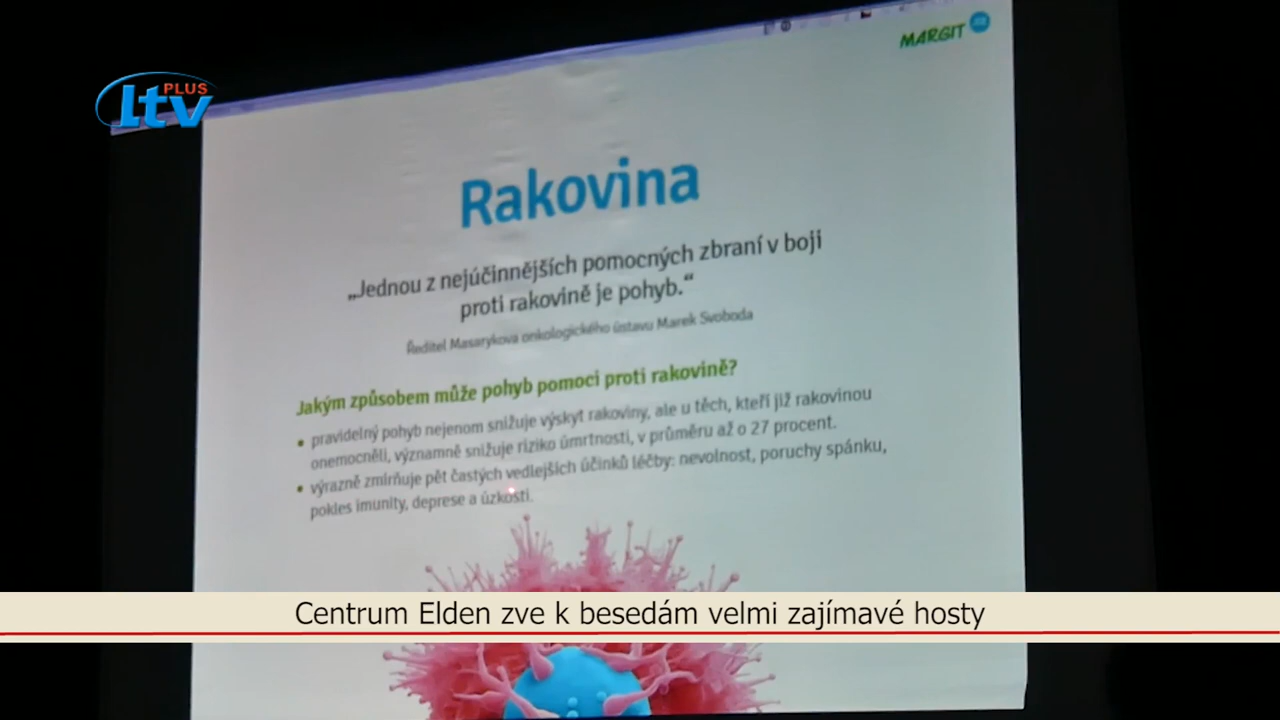 MARGIT
ltv PLUS
Rakovina
„Jednou z nejúčinnějších pomocných zbraní v boji
proti rakovině je pohyb.“
Ředitel Masarykova onkologického ústavu Marek Svoboda
Jakým způsobem může pohyb pomoci proti rakovině?
• pravidelný pohyb nejenom snižuje výskyt rakoviny, ale u těch, kteří již rakovinou
onemocněli, významně snižuje riziko úmrtnosti, v průměru až o 27 procent.
• výrazně zmírňuje pět častých vedlejších účinků léčby: nevolnost, poruchy spánku,
pokles imunity, deprese a úzkosti.
Centrum Elden zve k besedám velmi zajímavé hosty